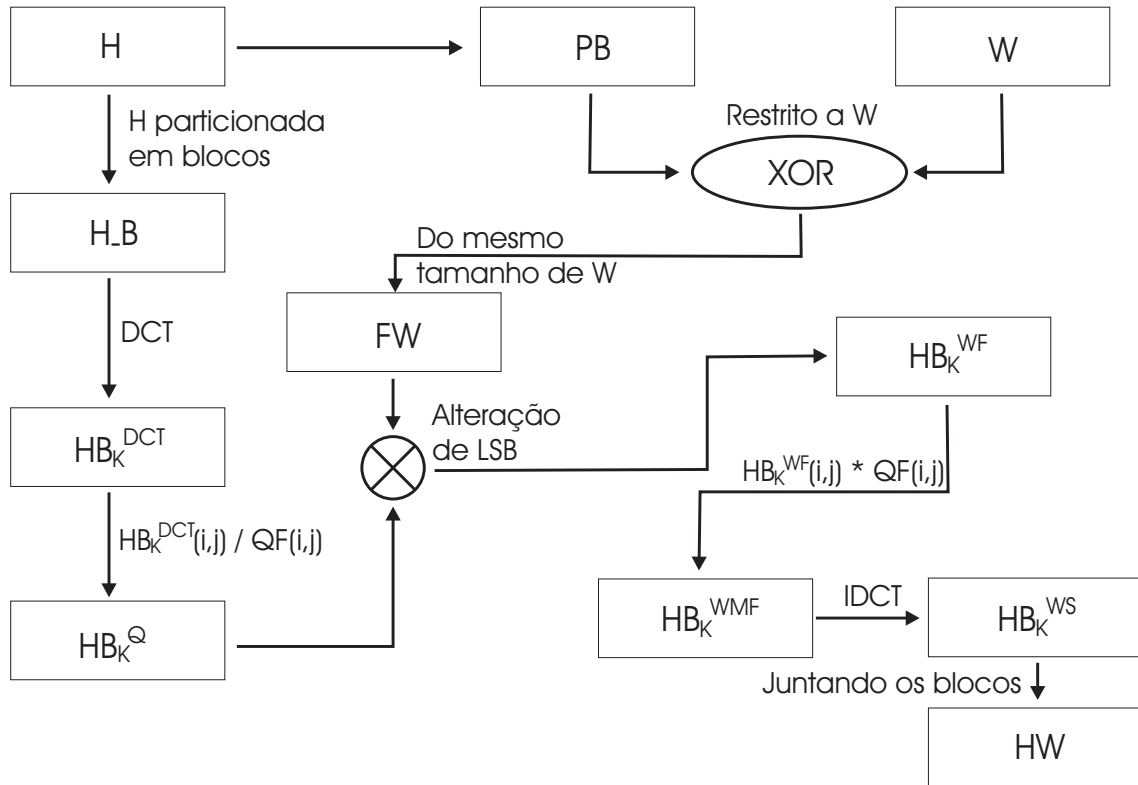 H
PB
W
H particionada
em blocos
Restrito a W
XOR
H_B
Do mesmo
tamanho de W
DCT
FW
HB_K^WF
HB_K^DCT
Alteração
de LSB
HB_K^WF(i,j) * QF(i,j)
HB_K^DCT(i,j) / QF(i,j)
HB_K^Q
HB_K^WMF
IDCT
HB_K^WS
Juntando os blocos
HW